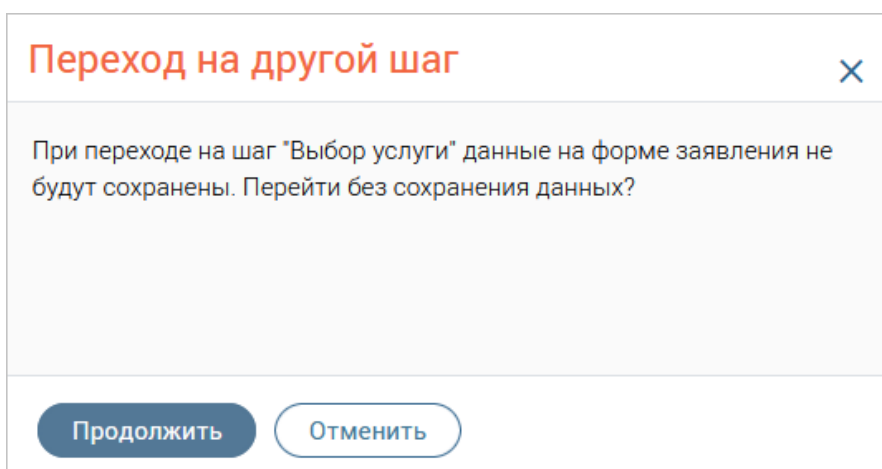 Переход на другой шаг
При переходе на шаг "Выбор услуги" данные на форме заявления не
будут сохранены. Перейти без сохранения данных?
Продолжить
Отменить